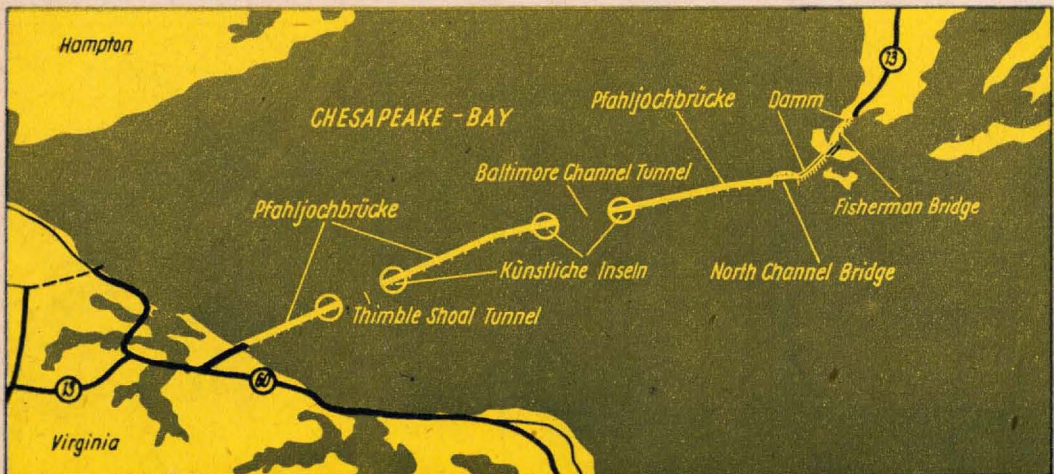 Hampton
13
CHESAPEAKE - BAY
Pfahljochbrücke
Damm
Baltimore Channel Tunnel
Pfahljochbrücke
Fisherman Bridge
Künstliche Inseln
North Channel Bridge
Thimble Shoal Tunnel
13
60
Virginia